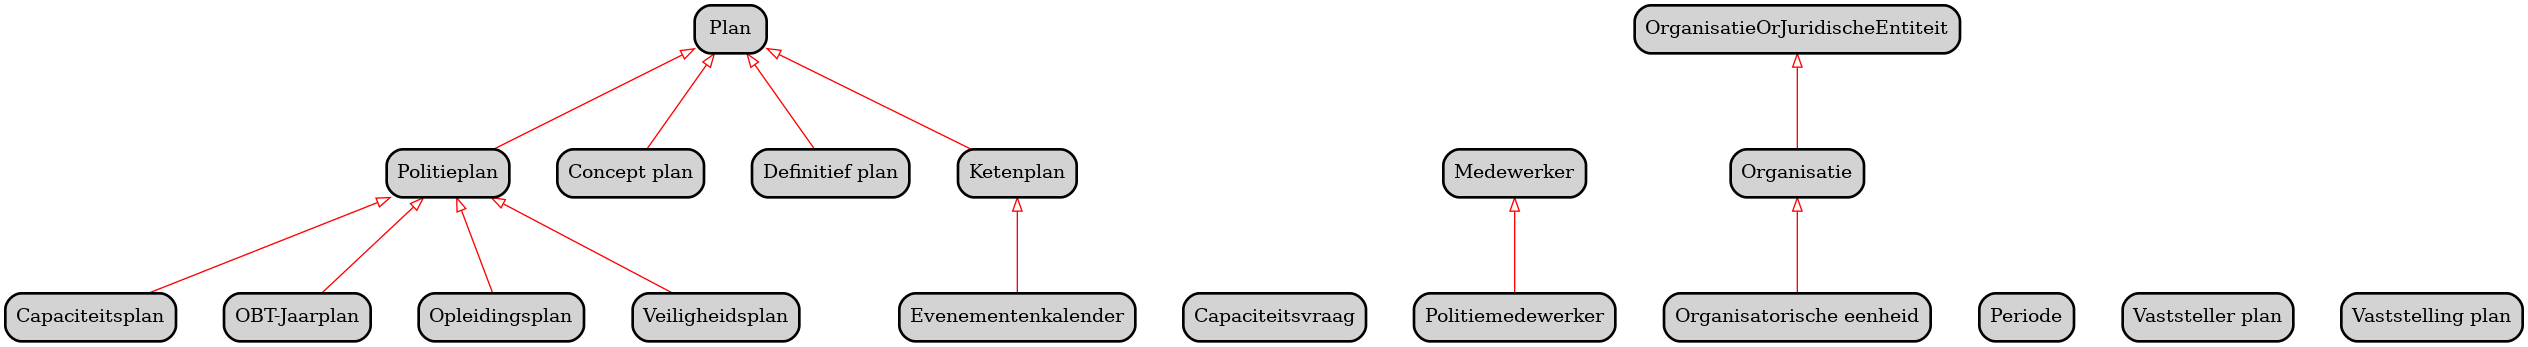 Plan
OrganisatieOrJuridischeEntiteit
Politieplan
Concept plan
Definitief plan
Ketenplan
Medewerker
Organisatie
Capaciteitsplan
OBT-Jaarplan
Opleidingsplan
Veiligheidsplan
Evenementenkalender
Capaciteitsvraag
Politiemedewerker
Organisatorische eenheid
Periode
Vaststeller plan
Vaststelling plan